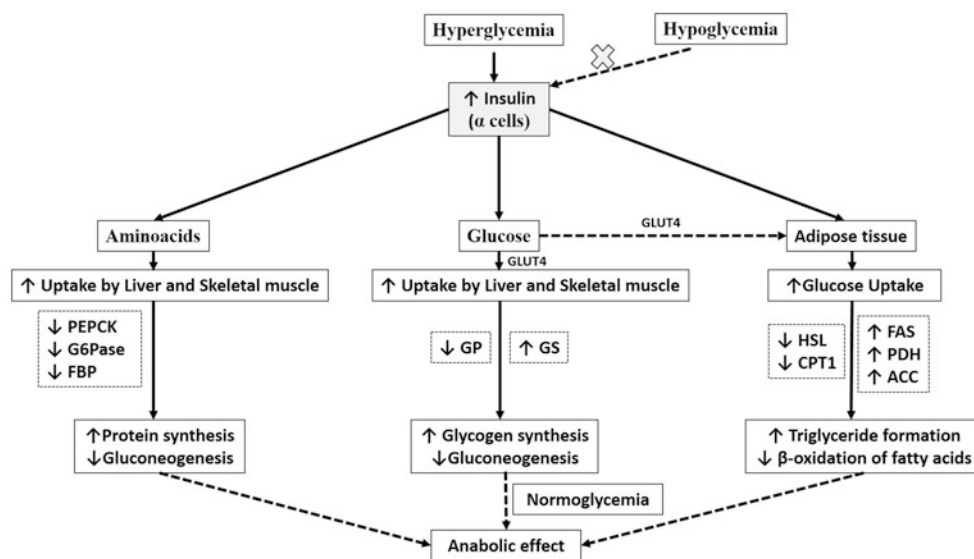 Hyperglycemia
Hypoglycemia
↑ Insulin
(α cells)
Aminoacids
Glucose
GLUT4
Adipose tissue
GLUT4
↑ Uptake by Liver and Skeletal muscle
↑ Uptake by Liver and Skeletal muscle
↑Glucose Uptake
↓ PEPCK
↓ G6Pase
↓ FBP
↓ GP
↑ GS
↓ HSL
↓ CPT1
↑ FAS
↑ PDH
↑ ACC
↑Protein synthesis
↓Gluconeogenesis
↑ Glycogen synthesis
↓Gluconeogenesis
↑ Triglyceride formation
↓ β-oxidation of fatty acids
Normoglycemia
Anabolic effect